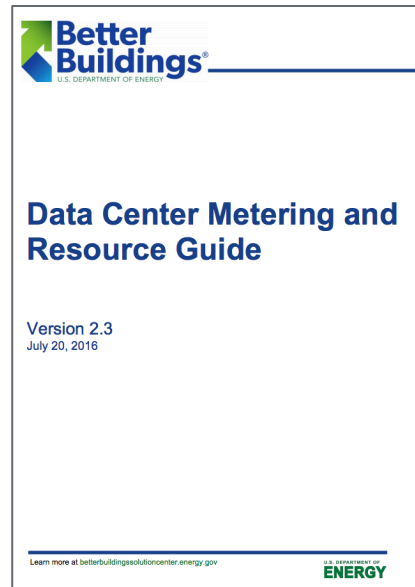 Better
Buildings®
U.S. DEPARTMENT OF ENERGY
Data Center Metering and
Resource Guide
Version 2.3
July 20, 2016
Learn more at betterbuildingssolutioncenter.energy.gov
U.S. DEPARTMENT OF
ENERGY